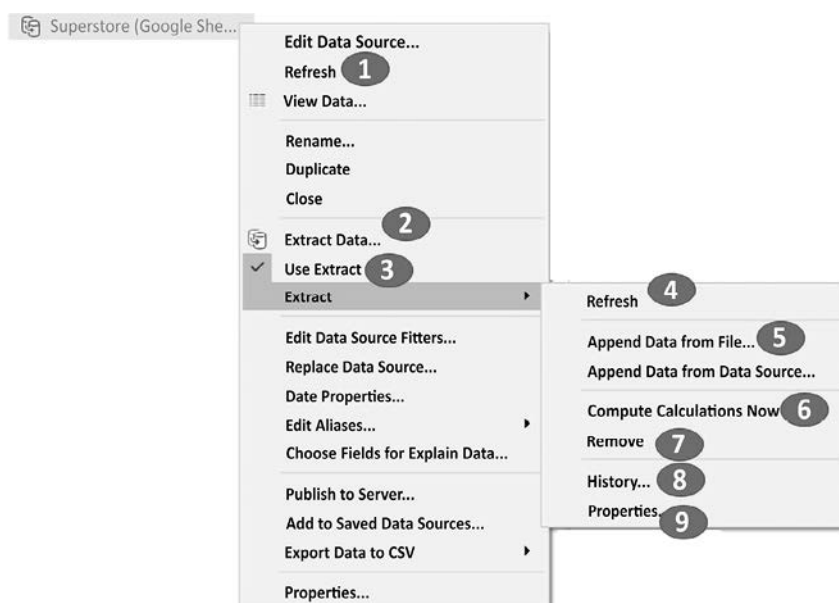 Superstore (Google She...
Edit Data Source...
Refresh 1
View Data...
Rename...
Duplicate
Close
2
Extract Data...
Use Extract 3
Extract
Edit Data Source Fitters...
Replace Data Source...
Date Properties...
Edit Aliases...
Choose Fields for Explain Data...
Publish to Server...
Add to Saved Data Sources...
Export Data to CSV
Properties...
Refresh 4
Append Data from File... 5
Append Data from Data Source...
Compute Calculations Now 6
Remove 7
History... 8
Properties. 9